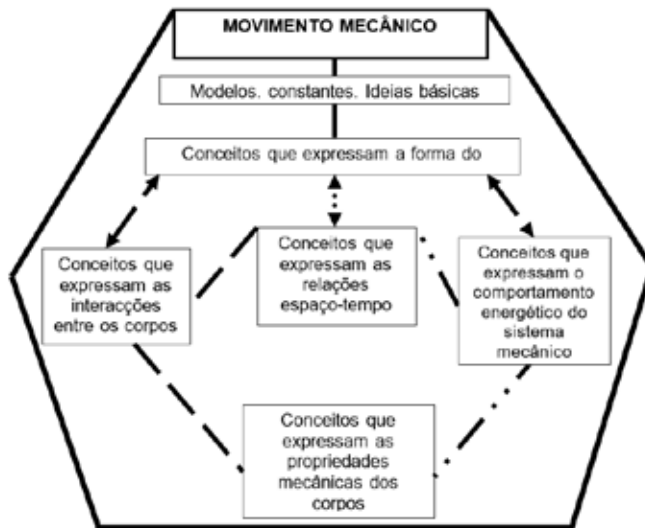 MOVIMENTO MECÂNICO
Modelos. constantes. Ideias básicas
Conceitos que expressam a forma do
Conceitos que
expressam as
interacções
entre os corpos
Conceitos que
expressam as
relações
espaço-tempo
Conceitos que
expressam o
comportamento
energético do
sistema
mecânico
Conceitos que
expressam as
propriedades
mecânicas dos
corpos